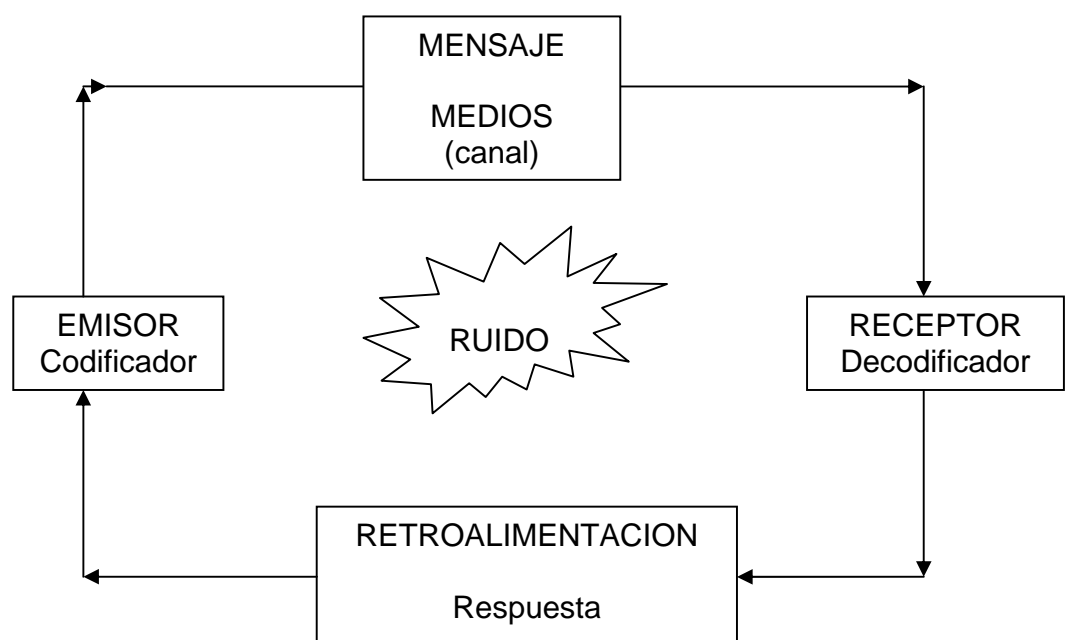 MENSAJE
MEDIOS
(canal)
EMISOR
Codificador
RUIDO
RECEPTOR
Decodificador
RETROALIMENTACION
Respuesta